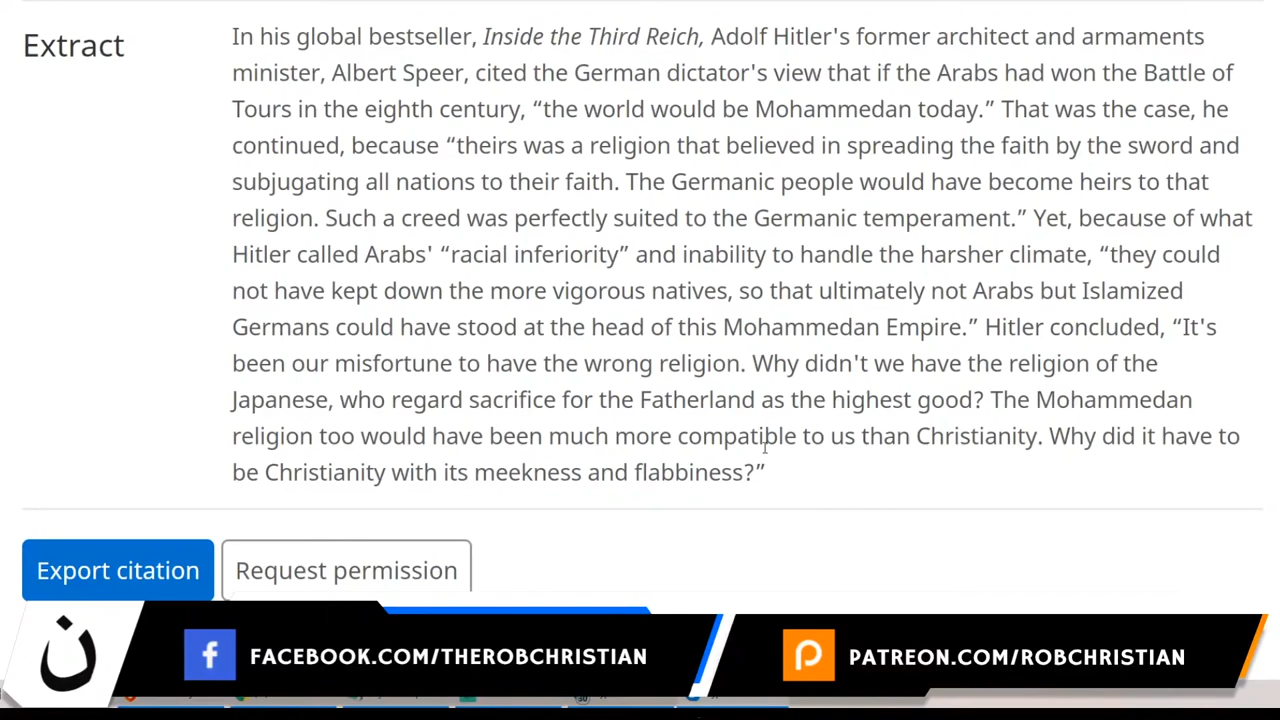 Extract
In his global bestseller, Inside the Third Reich, Adolf Hitler's former architect and armaments
minister, Albert Speer, cited the German dictator's view that if the Arabs had won the Battle of
Tours in the eighth century, “the world would be Mohammedan today.” That was the case, he
continued, because “theirs was a religion that believed in spreading the faith by the sword and
subjugating all nations to their faith. The Germanic people would have become heirs to that
religion. Such a creed was perfectly suited to the Germanic temperament.” Yet, because of what
Hitler called Arabs' “racial inferiority” and inability to handle the harsher climate, “they could
not have kept down the more vigorous natives, so that ultimately not Arabs but Islamized
Germans could have stood at the head of this Mohammedan Empire.” Hitler concluded, “It's
been our misfortune to have the wrong religion. Why didn't we have the religion of the
Japanese, who regard sacrifice for the Fatherland as the highest good? The Mohammedan
religion too would have been much more compatible to us than Christianity. Why did it have to
be Christianity with its meekness and flabbiness?”
Export citation
Request permission
ن
f
FACEBOOK.COM/THEROBCHRISTIAN
PATREON.COM/ROBCHRISTIAN